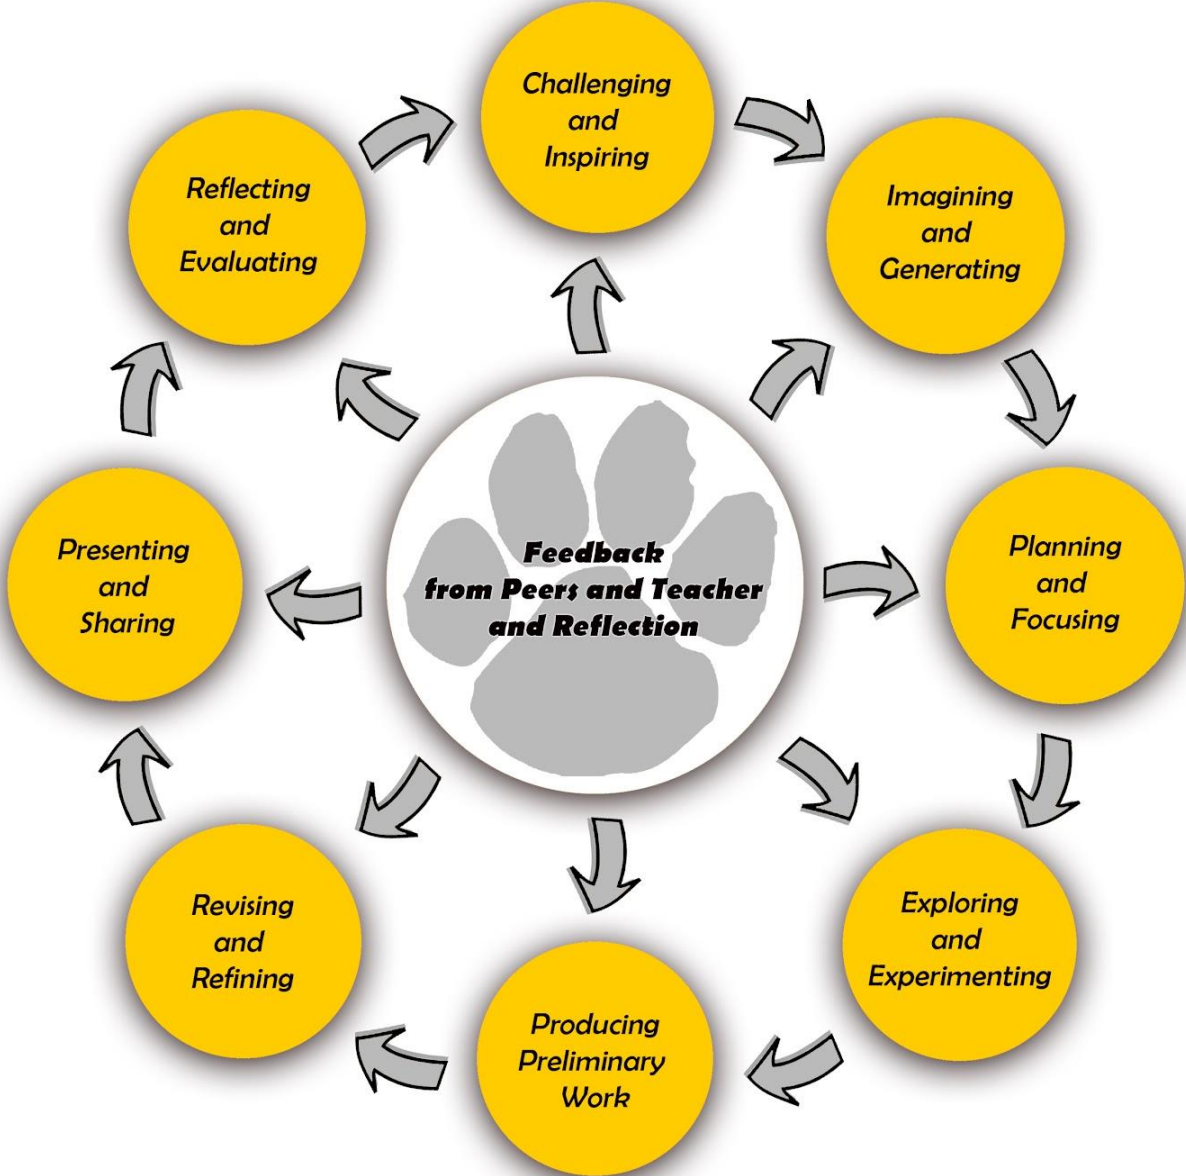 Challenging
and
Inspiring
Imagining
and
Generating
Planning
and
Focusing
Exploring
and
Experimenting
Producing
Preliminary
Work
Revising
and
Refining
Presenting
and
Sharing
Reflecting
and
Evaluating
Feedback
from Peers and Teacher
and Reflection